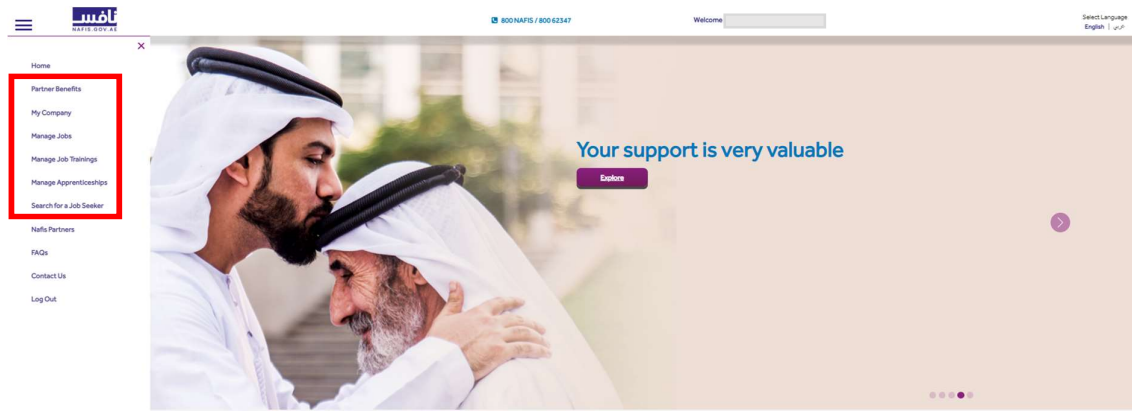 نافس
NAFIS.GOV.AE
800 NAFIS / 800 62347
Welcome
Select Language
English | عربي
×
Home
Partner Benefits
My Company
Manage Jobs
Manage Job Trainings
Manage Apprenticeships
Search for a Job Seeker
Nafis Partners
FAQs
Contact Us
Log Out
Your support is very valuable
Explore